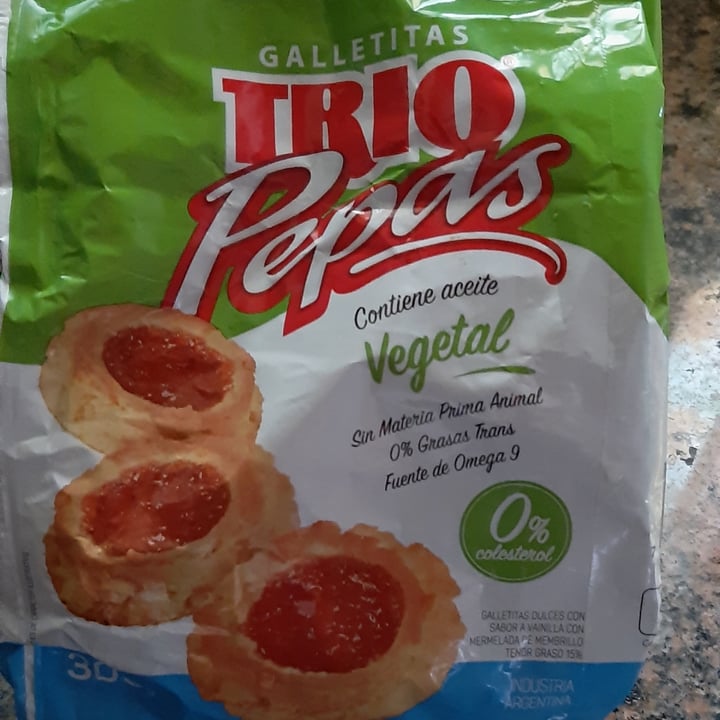 GALLETITAS
TRIO
Pepas
Contiene aceite
Vegetal
Sin Materia Prima Animal
0% Grasas Trans
Fuente de Omega 9
0%
colesterol
GALLETITAS DULCES CON
SABOR A VAINILLA CON
MERMELADA DE MEMBRILLO
TENOR GRASO 15%
INDUSTRIA
ARGENTINA